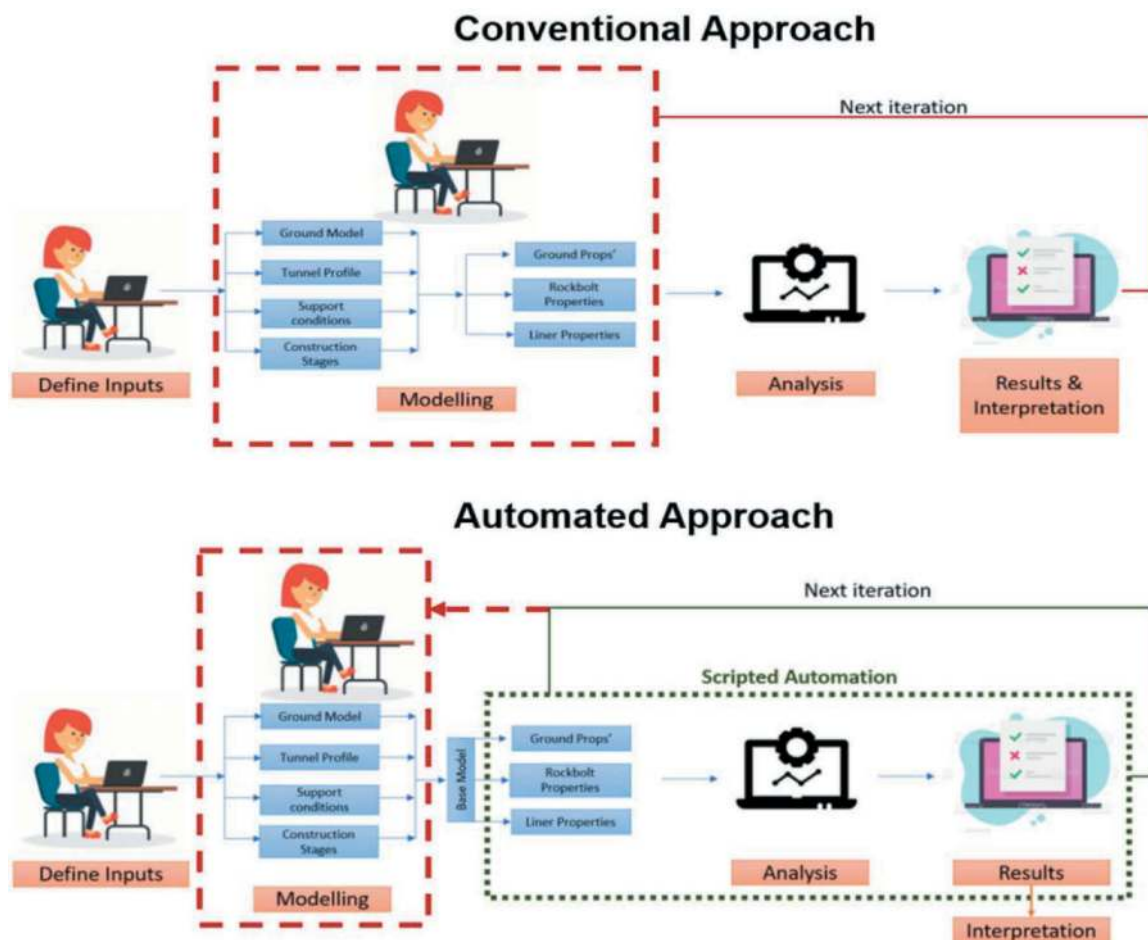 Conventional Approach
Next iteration
Ground Model
Tunnel Profile
Support
conditions
Construction
Stages
Ground Props'
Rockbolt
Properties
Liner Properties
Define Inputs
Modelling
Analysis
Results &
Interpretation
Automated Approach
Next iteration
Scripted Automation
Ground Model
Tunnel Profile
Support
conditions
Construction
Stages
Base Model
Ground Props'
Rockbolt
Properties
Liner Properties
Define Inputs
Modelling
Analysis
Results
Interpretation